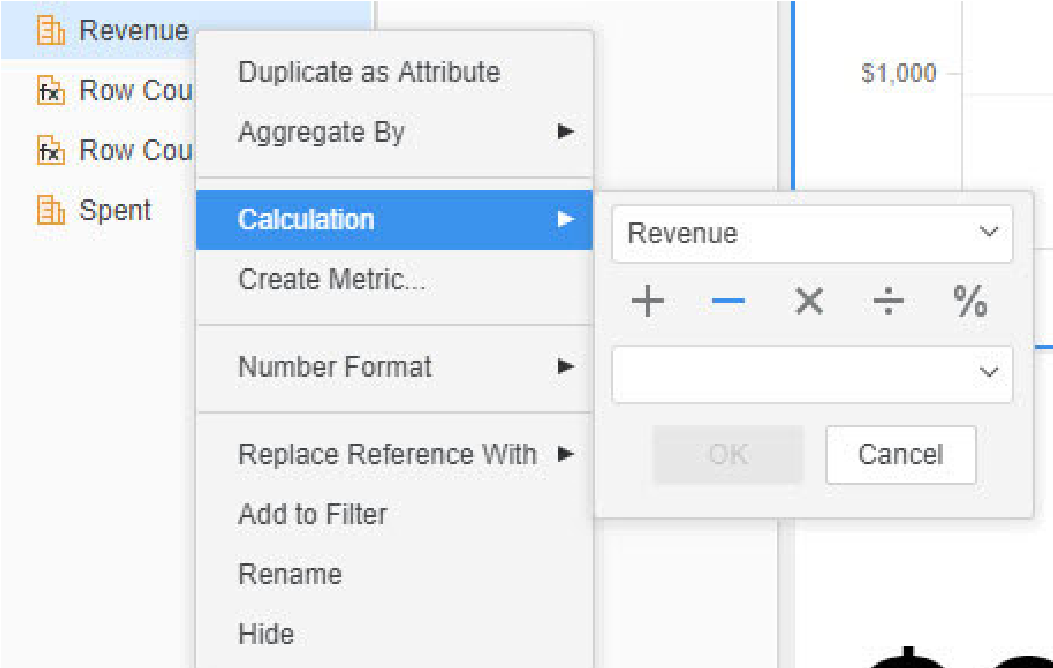 Revenue
Row Cou
Row Cou
Spent
Duplicate as Attribute
Aggregate By
Calculation
Create Metric...
Number Format
Replace Reference With
Add to Filter
Rename
Hide
$1,000
Revenue
+ − × ÷ %
OK Cancel